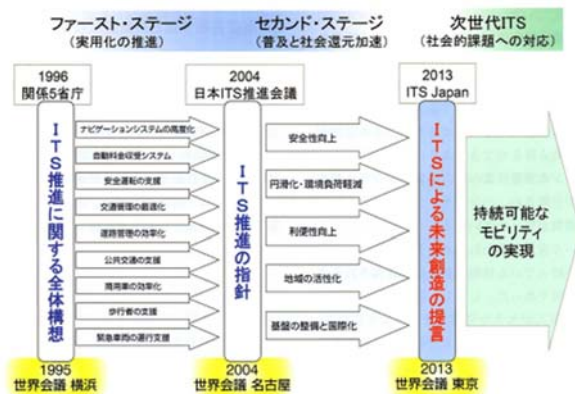 ファースト・ステージ
(実用化の推進)
セカンド・ステージ
(普及と社会還元加速)
次世代ITS
(社会的課題への対応)
1996
関係5省庁
2004
日本ITS推進会議
2013
ITS Japan
ITS推進に関する全体構想
ナビゲーションシステムの高度化
自動料金収受システム
安全運転の支援
交通管理の最適化
道路管理の効率化
公共交通の支援
商用車の効率化
歩行者の支援
緊急車両の運行支援
ITS推進の指針
安全性向上
円滑化・環境負荷軽減
利便性向上
地域の活性化
基盤の整備と国際化
ITSによる未来創造の提言
持続可能な
モビリティ
の実現
1995
世界会議 横浜
2004
世界会議 名古屋
2013
世界会議 東京